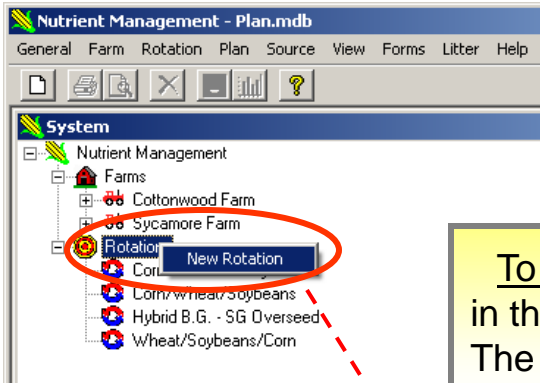 Nutrient Management - Plan.mdb
General Farm Rotation Plan Source View Forms Litter Help
System
Nutrient Management
Farms
Cottonwood Farm
Sycamore Farm
New Rotation
Corn/Wheat/Soybeans
Hybrid B.G. - SG Overseed
Wheat/Soybeans/Corn
To
in th
The